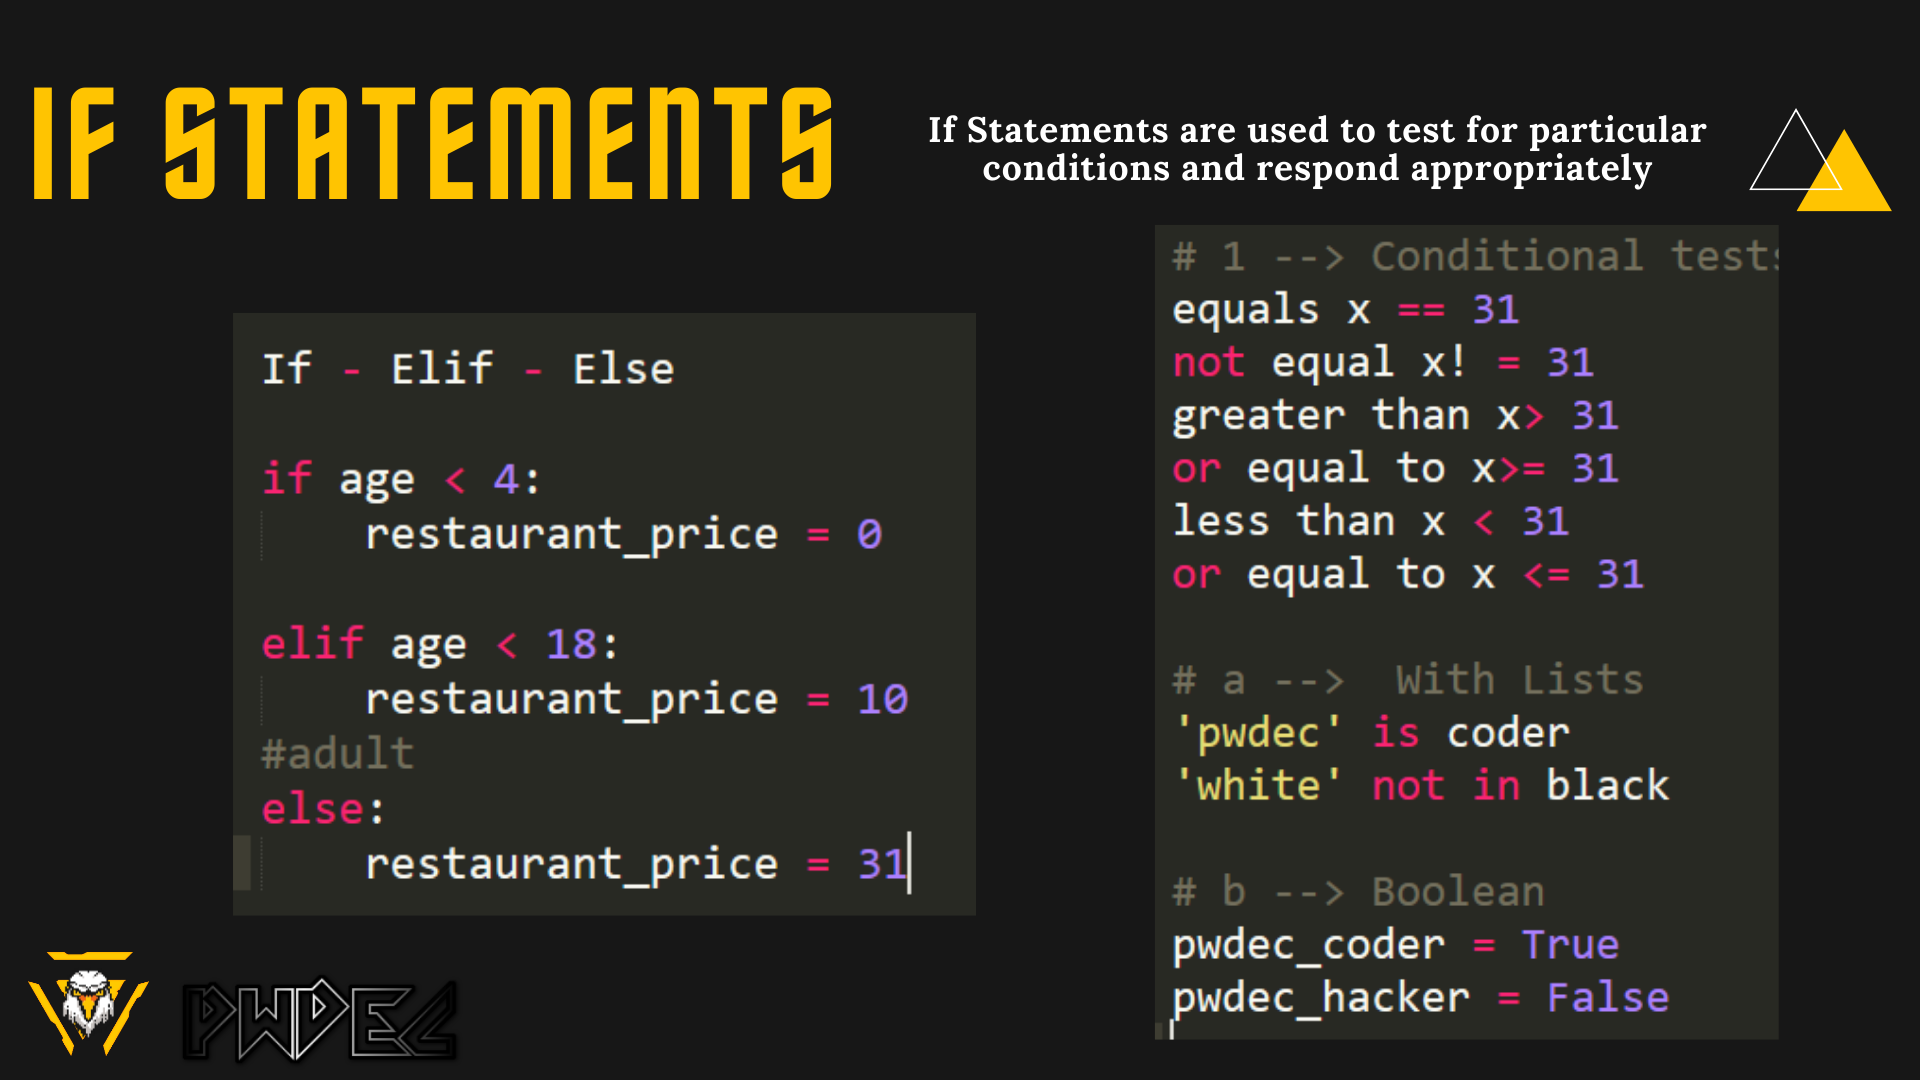 IF STATEMENTS
If Statements are used to test for particular
conditions and respond appropriately
If - Elif - Else
if age < 4:
    restaurant_price = 0
elif age < 18:
    restaurant_price = 10
#adult
else:
    restaurant_price = 31
# 1 --> Conditional tests
equals x == 31
not equal x! = 31
greater than x> 31
or equal to x>= 31
less than x < 31
or equal to x <= 31
# a -->  With Lists
'pwdec' is coder
'white' not in black
# b --> Boolean
pwdec_coder = True
pwdec_hacker = False
PWDEC